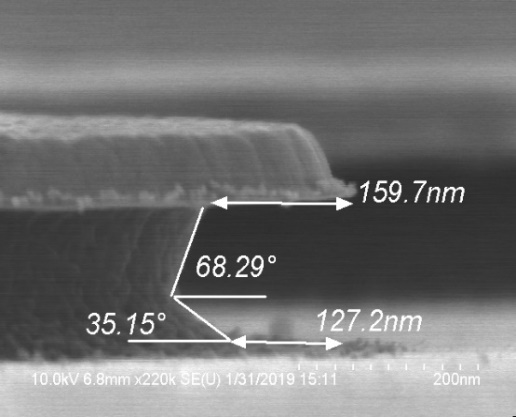 159.7nm
68.29°
35.15°
127.2nm
10.0kV 6.8mm x220k SE(U) 1/31/2019 15:11
200nm